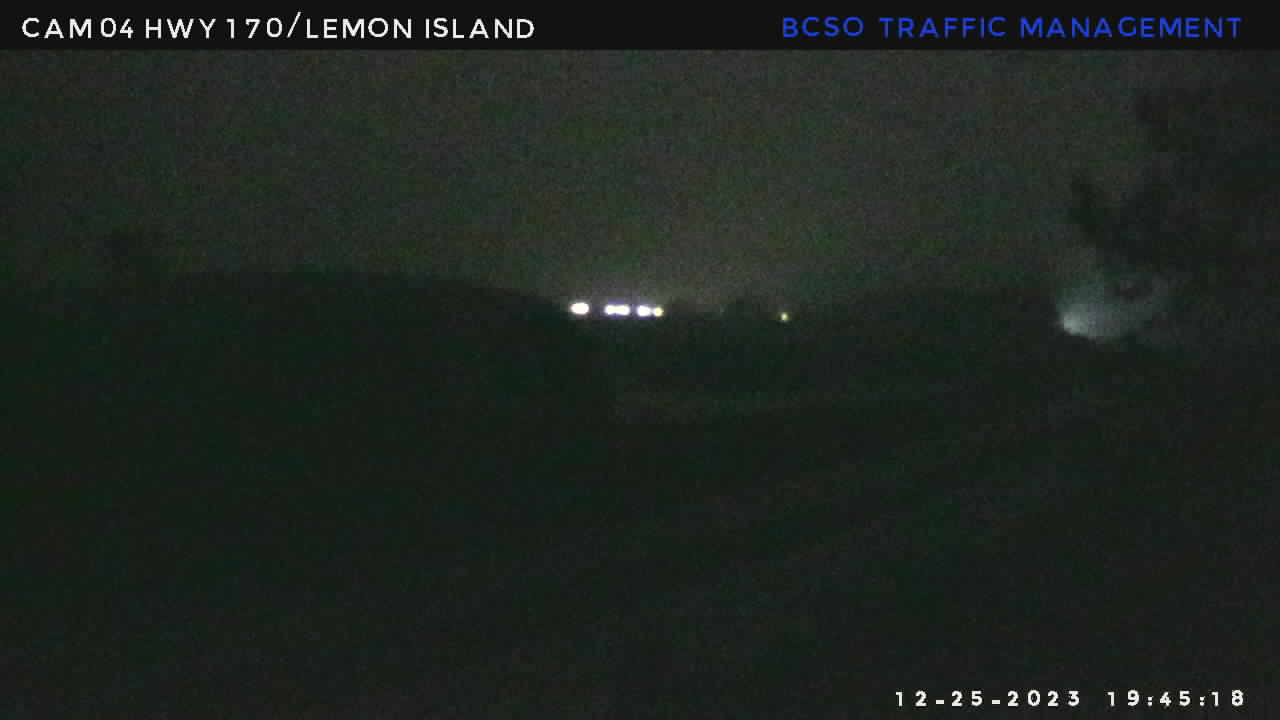 CAM 04 HWY 170/LEMON ISLAND
BCSO TRAFFIC MANAGEMENT
12-25-2023 19:45:18